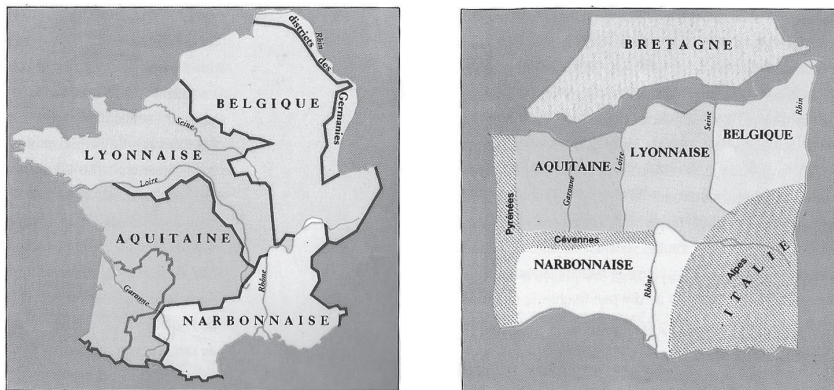 districts des
Germanies
Rhin
BELGIQUE
Seine
LYONNAISE
Loire
AQUITAINE
Garonne
Rhône
NARBONNAISE
BRETAGNE
Rhin
Seine
BELGIQUE
LYONNAISE
AQUITAINE
Loire
Garonne
Pyrénées
Cévennes
NARBONNAISE
Rhône
Alpes
ITALIE